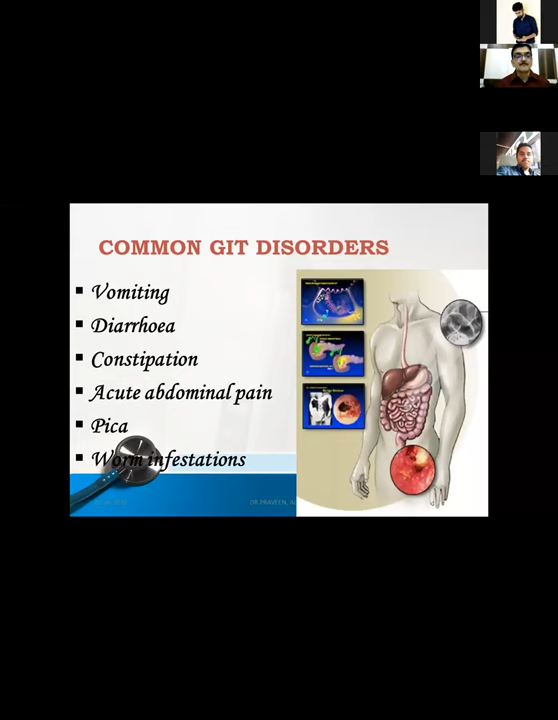 COMMON GIT DISORDERS
Vomiting
Diarrhoea
Constipation
Acute abdominal pain
Pica
Worm infestations
DR PRAVEEN, A